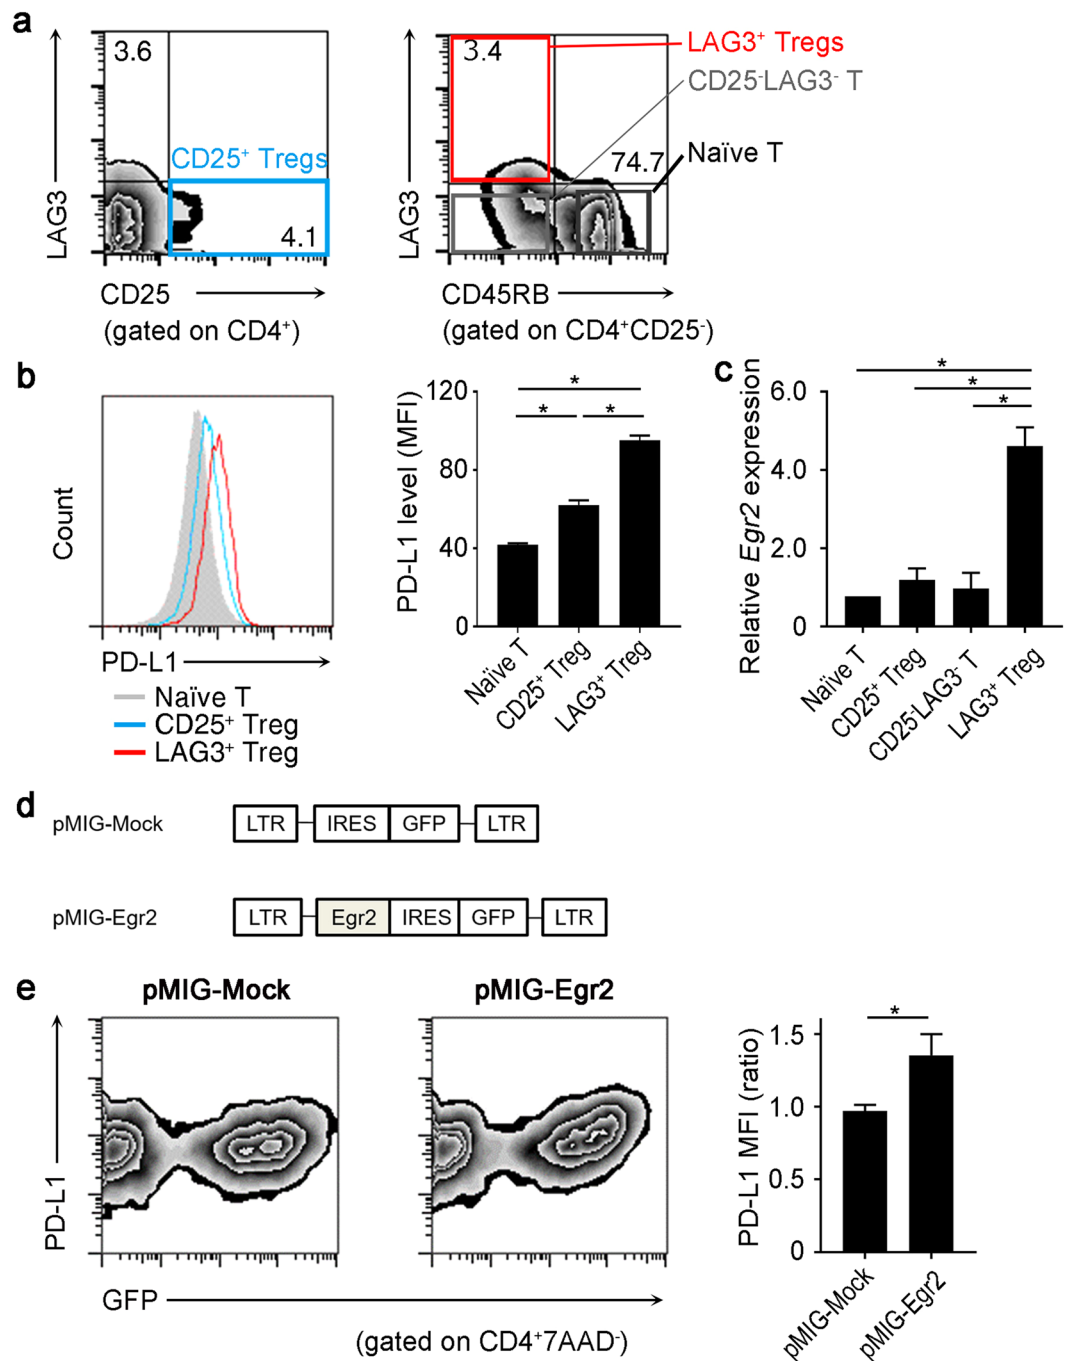 a
3.6
CD25⁺ Tregs
4.1
LAG3
CD25
(gated on CD4⁺)
3.4
LAG3⁺ Tregs
CD25⁻LAG3⁻ T
74.7
Naïve T
LAG3
CD45RB
(gated on CD4⁺CD25⁻)
b
Count
PD-L1
Naïve T
CD25⁺ Treg
LAG3⁺ Treg
PD-L1 level (MFI)
120
80
40
0
* * *
Naïve T
CD25⁺ Treg
LAG3⁺ Treg
c
Relative Egr2 expression
6.0
4.0
2.0
0
* * *
Naïve T
CD25⁺ Treg
CD25⁻LAG3⁻ T
LAG3⁺ Treg
d
pMIG-Mock
LTR IRES GFP LTR
pMIG-Egr2
LTR Egr2 IRES GFP LTR
e
pMIG-Mock
pMIG-Egr2
PD-L1
GFP
(gated on CD4⁺7AAD⁻)
PD-L1 MFI (ratio)
1.5
1.0
0.5
0
*
pMIG-Mock
pMIG-Egr2